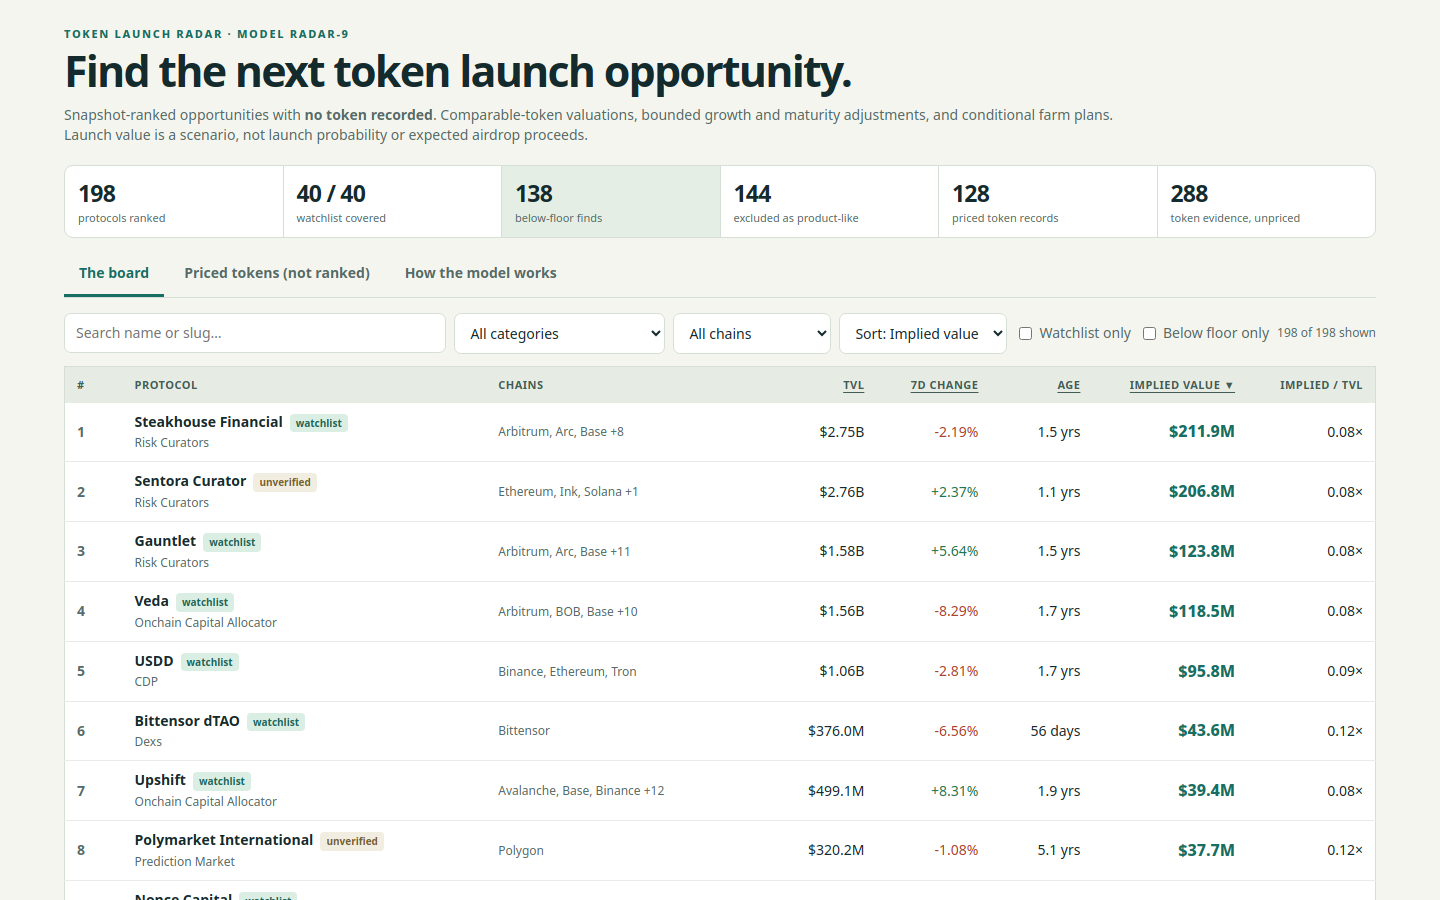 TOKEN LAUNCH RADAR · MODEL RADAR-9
Find the next token launch opportunity.
Snapshot-ranked opportunities with no token recorded. Comparable-token valuations, bounded growth and maturity adjustments, and conditional farm plans.
Launch value is a scenario, not launch probability or expected airdrop proceeds.
198 40 / 40 138 144 128 288
protocols ranked watchlist covered below-floor finds excluded as product-like priced token records token evidence, unpriced
The board Priced tokens (not ranked) How the model works
Search name or slug... All categories All chains Sort: Implied value Watchlist only Below floor only 198 of 198 shown
# PROTOCOL CHAINS TVL 7D CHANGE AGE IMPLIED VALUE ▼ IMPLIED / TVL
1 Steakhouse Financial watchlist Arbitrum, Arc, Base +8 $2.75B -2.19% 1.5 yrs $211.9M 0.08×
Risk Curators
2 Sentora Curator unverified Ethereum, Ink, Solana +1 $2.76B +2.37% 1.1 yrs $206.8M 0.08×
Risk Curators
3 Gauntlet watchlist Arbitrum, Arc, Base +11 $1.58B +5.64% 1.5 yrs $123.8M 0.08×
Risk Curators
4 Veda watchlist Arbitrum, BOB, Base +10 $1.56B -8.29% 1.7 yrs $118.5M 0.08×
Onchain Capital Allocator
5 USDD watchlist Binance, Ethereum, Tron $1.06B -2.81% 1.7 yrs $95.8M 0.09×
CDP
6 Bittensor dTAO watchlist Bittensor $376.0M -6.56% 56 days $43.6M 0.12×
Dexs
7 Upshift watchlist Avalanche, Base, Binance +12 $499.1M +8.31% 1.9 yrs $39.4M 0.08×
Onchain Capital Allocator
8 Polymarket International unverified Polygon $320.2M -1.08% 5.1 yrs $37.7M 0.12×
Prediction Market
Nonce Capital watchlist